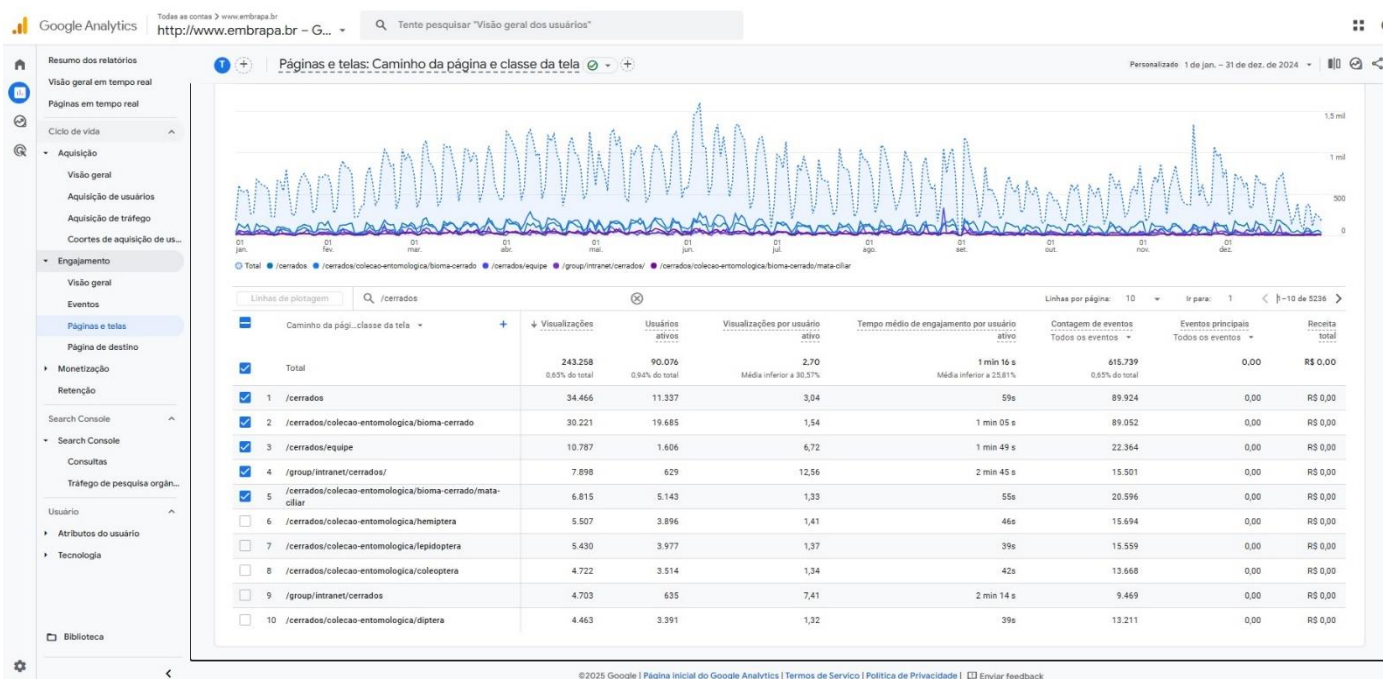 Google Analytics
Todas as contas > www.embrapa.br
http://www.embrapa.br – G...
Tente pesquisar "Visão geral dos usuários"
Resumo dos relatórios
Visão geral em tempo real
Páginas em tempo real
Ciclo de vida
Aquisição
Visão geral
Aquisição de usuários
Aquisição de tráfego
Coortes de aquisição de us...
Engajamento
Visão geral
Eventos
Páginas e telas
Página de destino
Monetização
Retenção
Search Console
Search Console
Consultas
Tráfego de pesquisa orgân...
Usuário
Atributos do usuário
Tecnologia
Biblioteca
T
Páginas e telas: Caminho da página e classe da tela
Personalizado 1 de jan. – 31 de dez. de 2024
1,5 mil
1 mil
500
0
01 jan. 01 fev. 01 mar. 01 abr. 01 mai. 01 jun. 01 jul. 01 ago. 01 set. 01 out. 01 nov. 01 dez.
Total /cerrados /cerrados/colecao-entomologica/bioma-cerrado /cerrados/equipe /group/intranet/cerrados/ /cerrados/colecao-entomologica/bioma-cerrado/mata-ciliar
Linhas de plotagem /cerrados Linhas por página: 10 Ir para: 1 1–10 de 5236
Caminho da pági...classe da tela + ↓ Visualizações Usuários ativos Visualizações por usuário ativo Tempo médio de engajamento por usuário ativo Contagem de eventos Todos os eventos Eventos principais Todos os eventos Receita total
Total 243.258 90.076 2,70 1 min 16 s 615.739 0,00 R$ 0,00
0,65% do total 0,94% do total Média inferior a 30,57% Média inferior a 25,81% 0,65% do total
1 /cerrados 34.466 11.337 3,04 59s 89.924 0,00 R$ 0,00
2 /cerrados/colecao-entomologica/bioma-cerrado 30.221 19.685 1,54 1 min 05 s 89.052 0,00 R$ 0,00
3 /cerrados/equipe 10.787 1.606 6,72 1 min 49 s 22.364 0,00 R$ 0,00
4 /group/intranet/cerrados/ 7.898 629 12,56 2 min 45 s 15.501 0,00 R$ 0,00
5 /cerrados/colecao-entomologica/bioma-cerrado/mata-ciliar 6.815 5.143 1,33 55s 20.596 0,00 R$ 0,00
6 /cerrados/colecao-entomologica/hemiptera 5.507 3.896 1,41 46s 15.694 0,00 R$ 0,00
7 /cerrados/colecao-entomologica/lepidoptera 5.430 3.977 1,37 39s 15.559 0,00 R$ 0,00
8 /cerrados/colecao-entomologica/coleoptera 4.722 3.514 1,34 42s 13.668 0,00 R$ 0,00
9 /group/intranet/cerrados 4.703 635 7,41 2 min 14 s 9.469 0,00 R$ 0,00
10 /cerrados/colecao-entomologica/diptera 4.463 3.391 1,32 39s 13.211 0,00 R$ 0,00
©2025 Google | Página inicial do Google Analytics | Termos de Serviço | Política de Privacidade | Enviar feedback